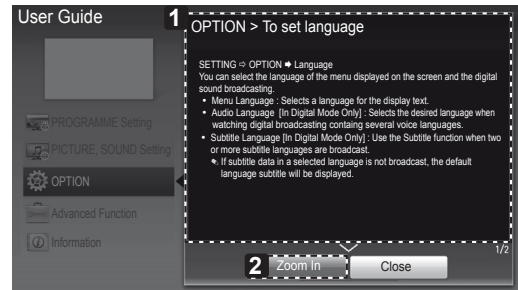 User Guide
1
OPTION > To set language
SETTING ⇨ OPTION ➡ Language
You can select the language of the menu displayed on the screen and the digital
sound broadcasting.
• Menu Language : Selects a language for the display text.
• Audio Language [In Digital Mode Only] : Selects the desired language when
watching digital broadcasting containg several voice languages.
• Subtitle Language [In Digital Mode Only] : Use the Subtitle function when two
or more subtitle languages are broadcast.
✎ If subtitle data in a selected language is not broadcast, the default
language subtitle will be displayed.
PROGRAMME Setting
PICTURE, SOUND Setting
OPTION
Advanced Function
Information
1/2
2
Zoom In
Close